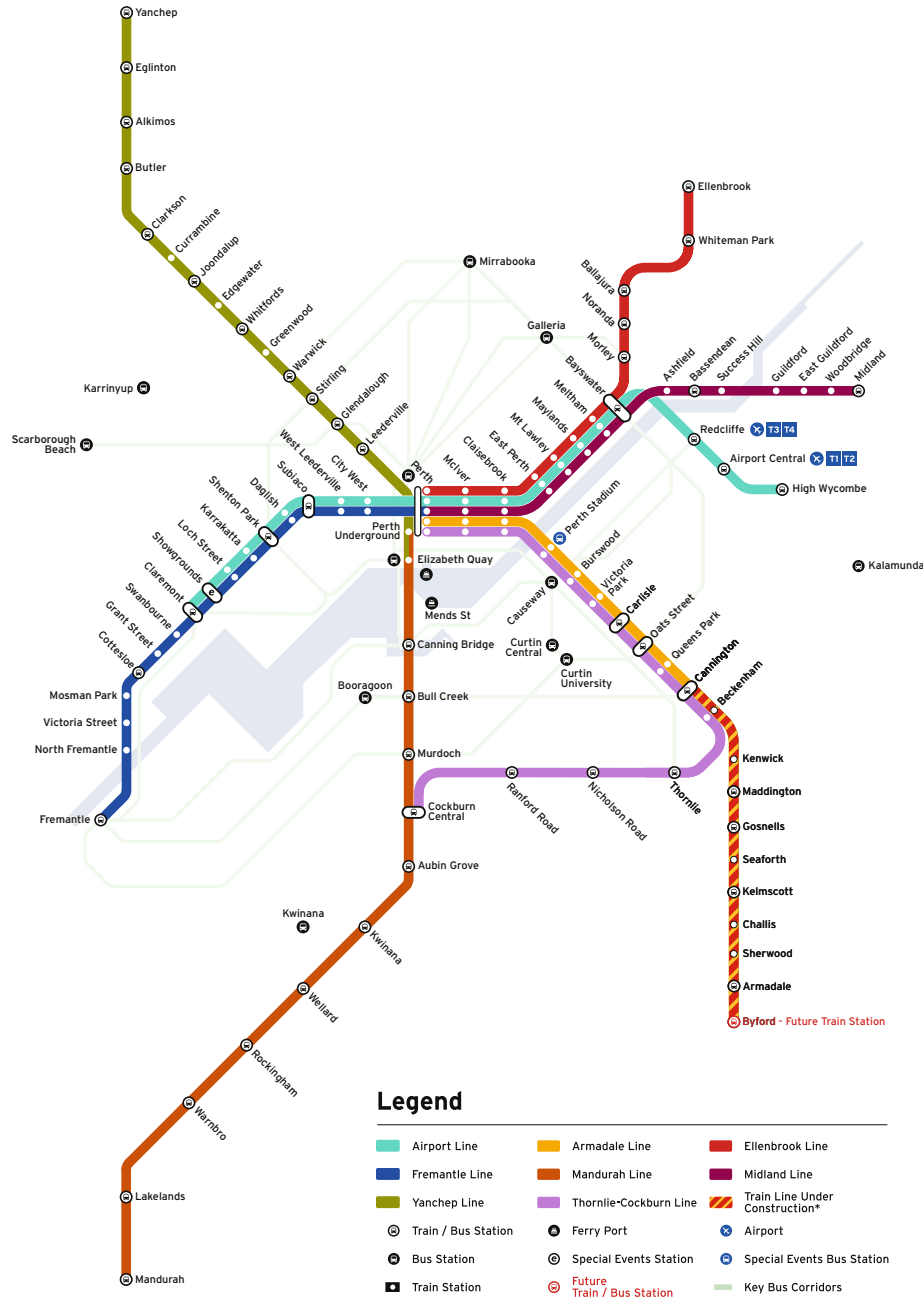 Yanchep
Eglinton
Alkimos
Butler
Clarkson
Currambine
Joondalup
Edgewater
Whitfords
Greenwood
Warwick
Stirling
Glendalough
Leederville
Ellenbrook
Whiteman Park
Ballajura
Noranda
Morley
Bayswater
Mirrabooka
Galleria
Karrinyup
Scarborough
Beach
Meltham
Maylands
Mt Lawley
East Perth
Claisebrook
McIver
Perth
Ashfield
Bassendean
Success Hill
Guildford
East Guildford
Woodbridge
Midland
Redcliffe
T3
T4
Airport Central
T1
T2
High Wycombe
City West
West Leederville
Subiaco
Daglish
Shenton Park
Karrakatta
Loch Street
Showgrounds
e
Claremont
Swanbourne
Grant Street
Cottesloe
Mosman Park
Victoria Street
North Fremantle
Fremantle
Perth
Underground
Elizabeth Quay
Mends St
Perth Stadium
Burswood
Victoria
Park
Causeway
Carlisle
Oats Street
Queens Park
Cannington
Beckenham
Kalamunda
Curtin
Central
Curtin
University
Canning Bridge
Booragoon
Bull Creek
Murdoch
Cockburn
Central
Ranford Road
Nicholson Road
Thornlie
Kenwick
Maddington
Gosnells
Seaforth
Kelmscott
Challis
Sherwood
Armadale
Byford - Future Train Station
Aubin Grove
Kwinana
Kwinana
Wellard
Rockingham
Warnbro
Lakelands
Mandurah
Legend
Airport Line
Armadale Line
Ellenbrook Line
Fremantle Line
Mandurah Line
Midland Line
Yanchep Line
Thornlie-Cockburn Line
Train Line Under
Construction*
Train / Bus Station
Ferry Port
Airport
Bus Station
e
Special Events Station
Special Events Bus Station
Train Station
Future
Train / Bus Station
Key Bus Corridors